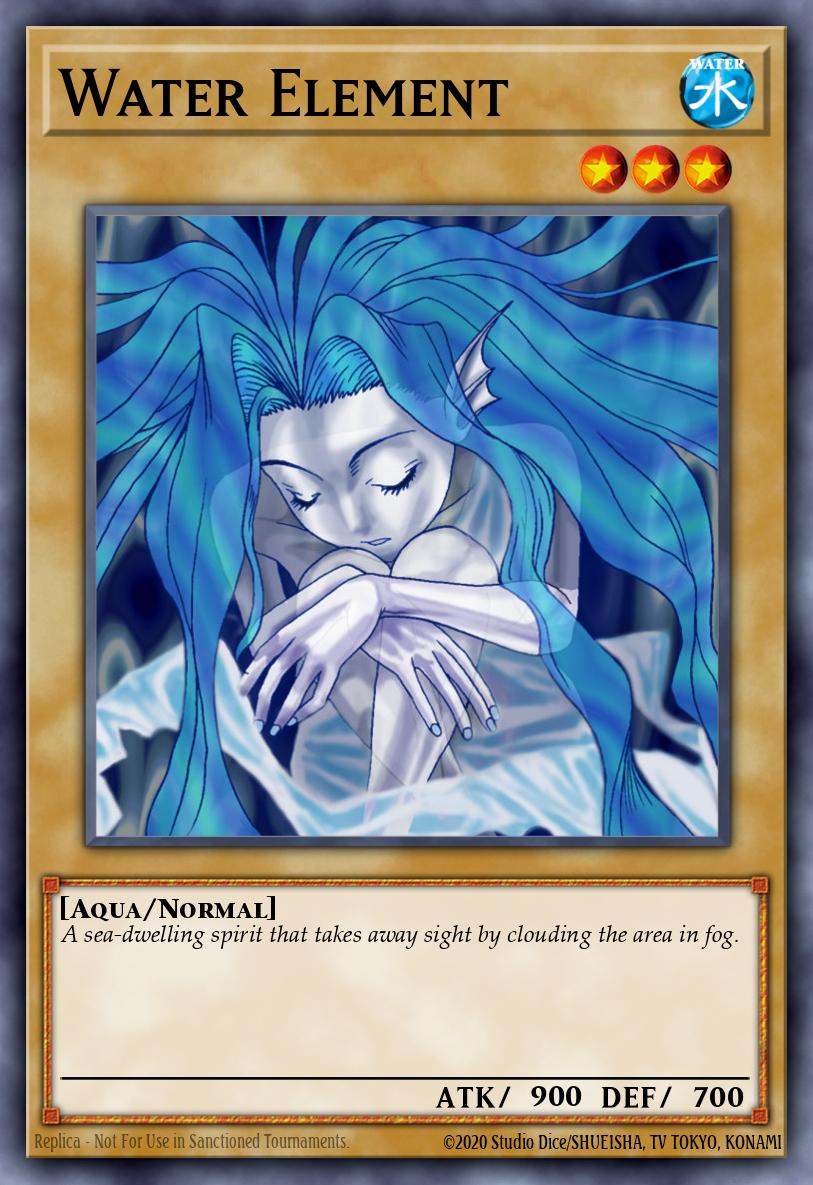 Water Element
WATER
水
[Aqua/Normal]
A sea-dwelling spirit that takes away sight by clouding the area in fog.
ATK/ 900 DEF/ 700
Replica - Not For Use in Sanctioned Tournaments.
©2020 Studio Dice/SHUEISHA, TV TOKYO, KONAMI